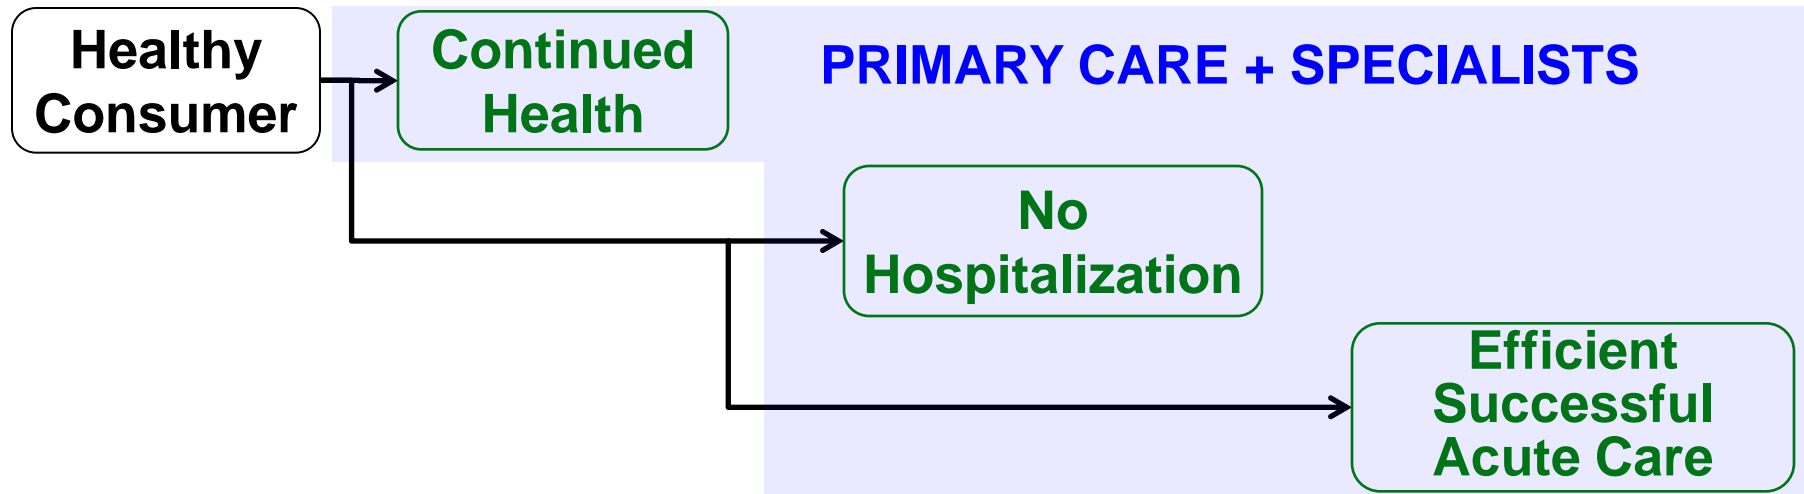 Healthy
Consumer
Continued
Health
PRIMARY CARE + SPECIALISTS
No
Hospitalization
Efficient
Successful
Acute Care